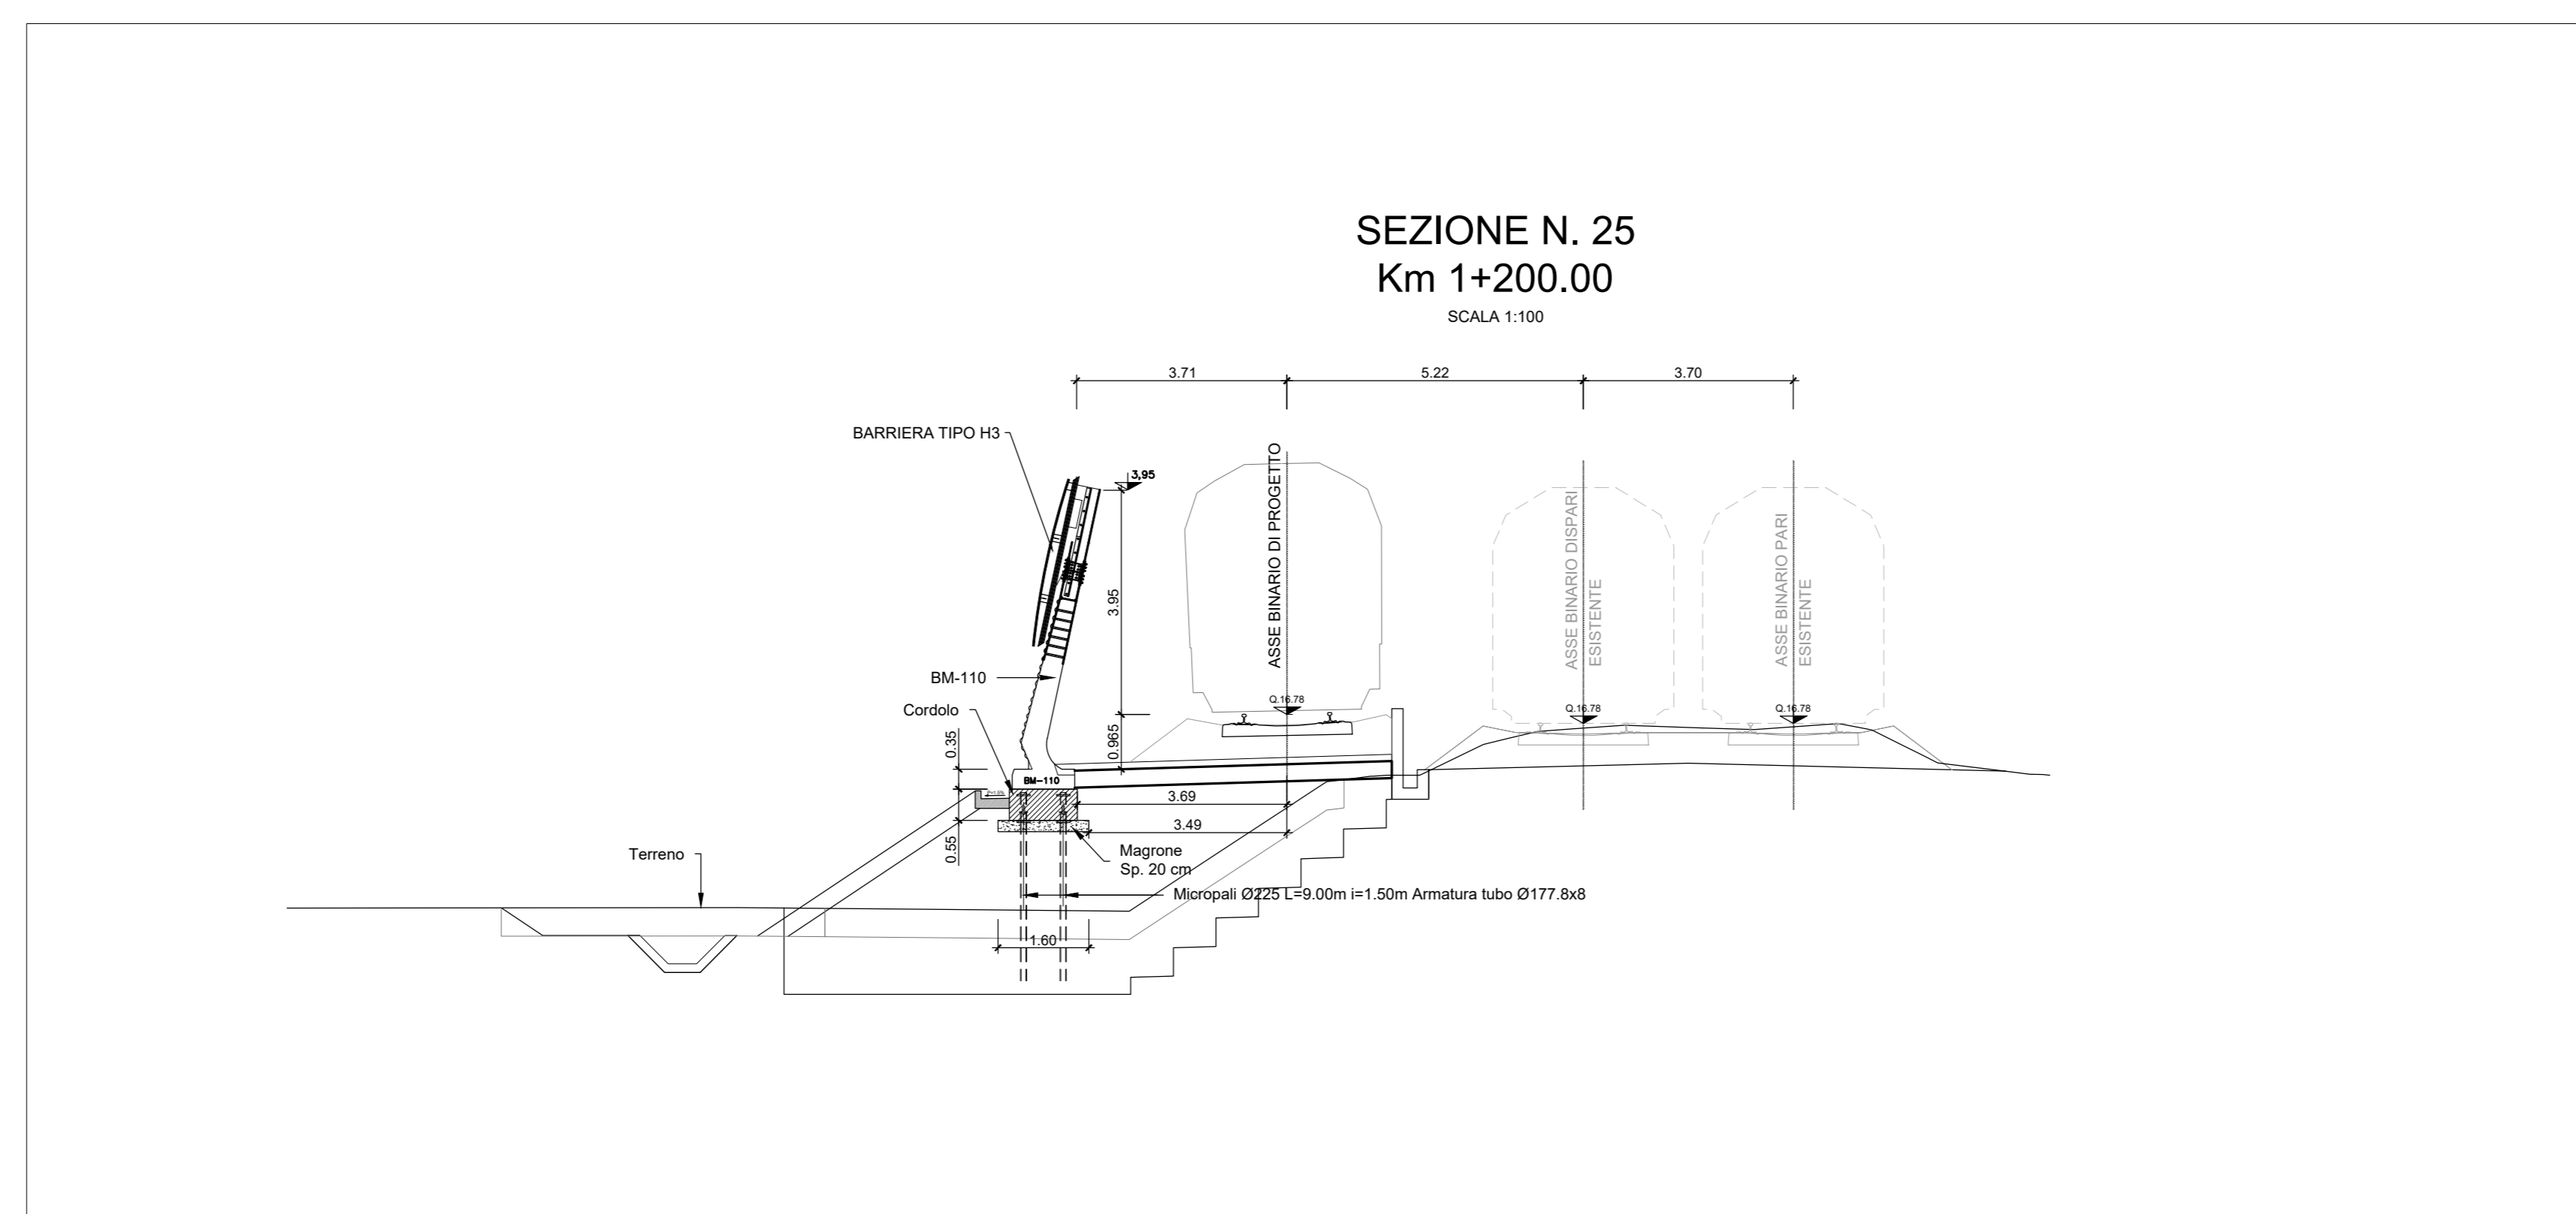 SEZIONE N. 25
Km 1+200.00
SCALA 1:100
3.71
5.22
3.70
BARRIERA TIPO H3
3,95
ASSE BINARIO DI PROGETTO
ASSE BINARIO DISPARI
ESISTENTE
ASSE BINARIO PARI
ESISTENTE
3.95
BM-110
Q.16.78
Q.16.78
Q.16.78
Cordolo
0.35
0.965
BM-110
3.69
3.49
0.55
Magrone
Sp. 20 cm
Terreno
Micropali Ø225 L=9.00m i=1.50m Armatura tubo Ø177.8x8
1.60